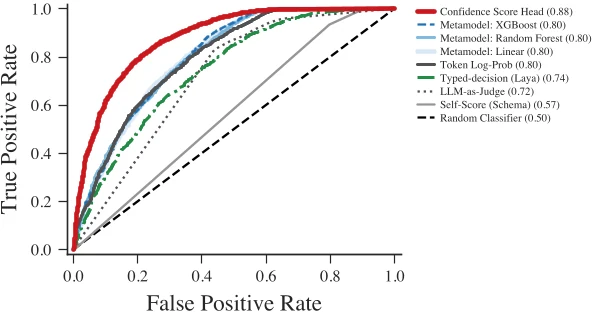 1.0
0.8
0.6
0.4
0.2
0.0
True Positive Rate
0.0 0.2 0.4 0.6 0.8 1.0
False Positive Rate
Confidence Score Head (0.88)
Metamodel: XGBoost (0.80)
Metamodel: Random Forest (0.80)
Metamodel: Linear (0.80)
Token Log-Prob (0.80)
Typed-decision (Laya) (0.74)
LLM-as-Judge (0.72)
Self-Score (Schema) (0.57)
Random Classifier (0.50)